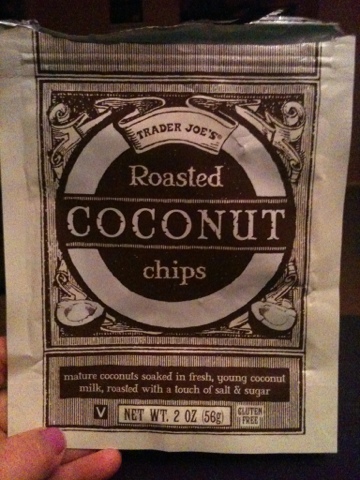 TRADER JOE'S®
Roasted
COCONUT
chips
mature coconuts soaked in fresh, young coconut
milk, roasted with a touch of salt & sugar
V NET WT. 2 OZ (56g) GLUTEN
FREE